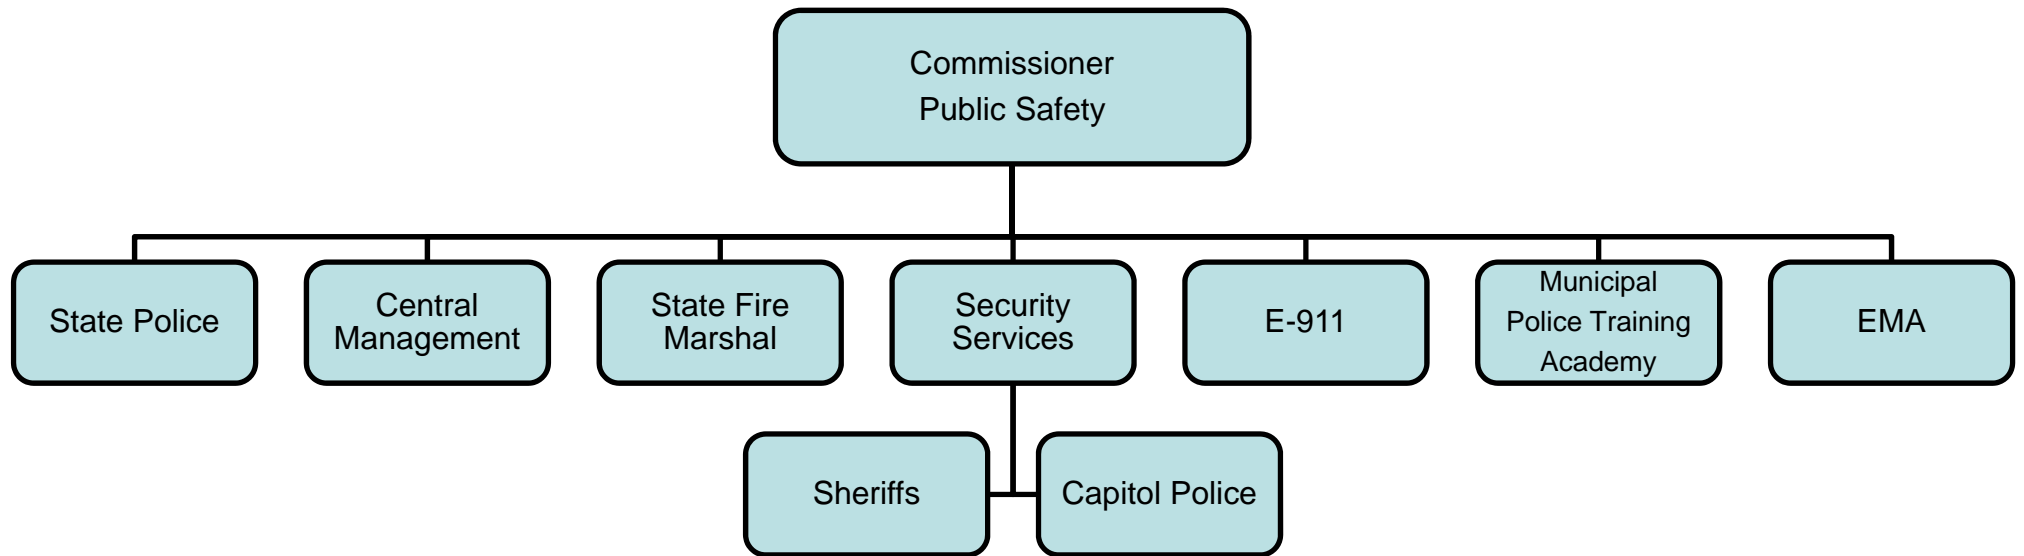 Commissioner
Public Safety
State Police
Central
Management
State Fire
Marshal
Security
Services
E-911
Municipal
Police Training
Academy
EMA
Sheriffs
Capitol Police